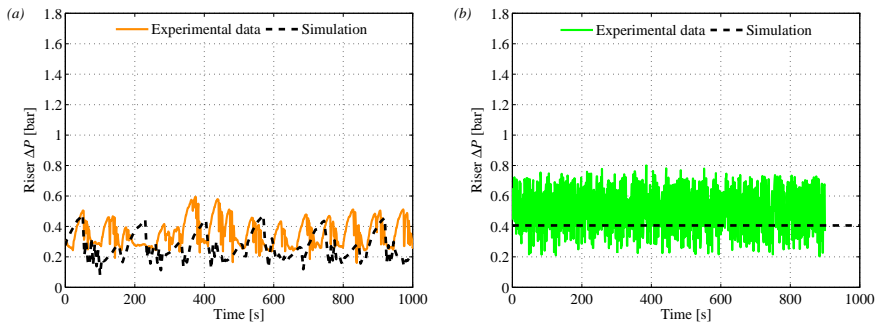 (a)
Experimental data
Simulation
Riser ΔP [bar]
1.8
1.6
1.4
1.2
1
0.8
0.6
0.4
0.2
0
0 200 400 600 800 1000
Time [s]
(b)
Experimental data
Simulation
Riser ΔP [bar]
1.8
1.6
1.4
1.2
1
0.8
0.6
0.4
0.2
0
0 200 400 600 800 1000
Time [s]